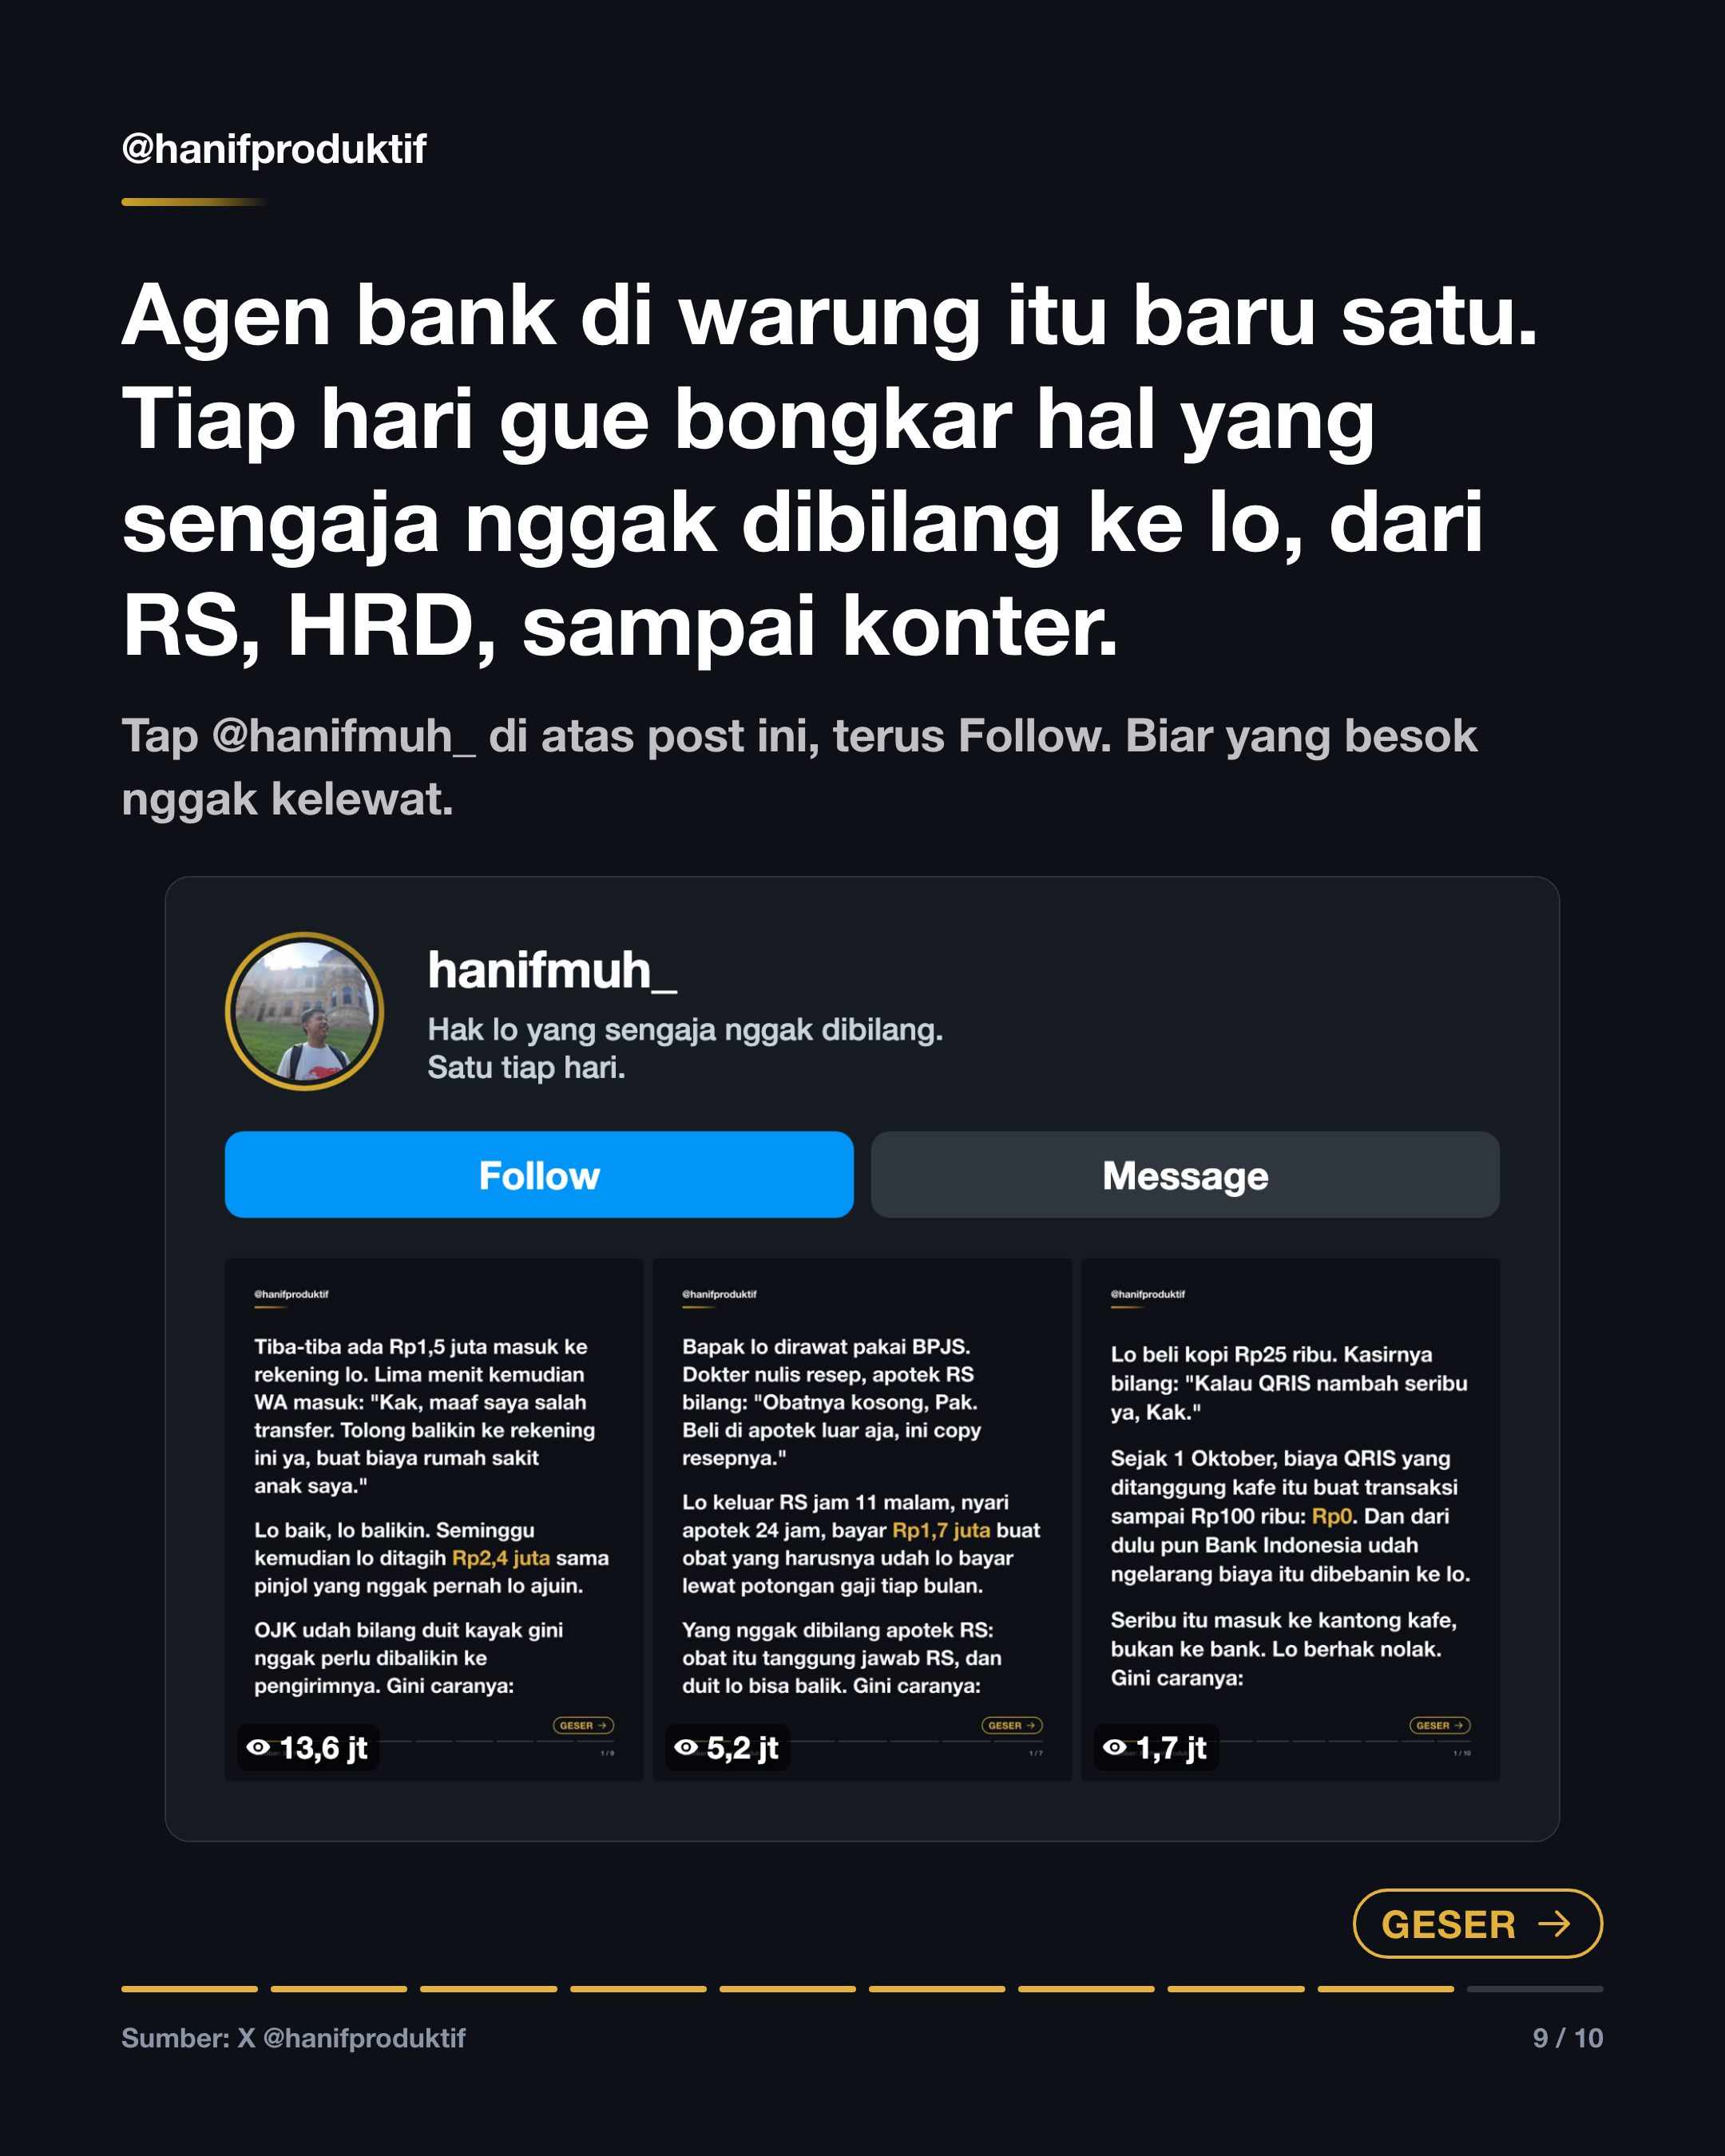 @hanifproduktif
Agen bank di warung itu baru satu.
Tiap hari gue bongkar hal yang
sengaja nggak dibilang ke lo, dari
RS, HRD, sampai konter.
Tap @hanifmuh_ di atas post ini, terus Follow. Biar yang besok
nggak kelewat.
hanifmuh_
Hak lo yang sengaja nggak dibilang.
Satu tiap hari.
Follow
Message
@hanifproduktif
Tiba-tiba ada Rp1,5 juta masuk ke
rekening lo. Lima menit kemudian
WA masuk: "Kak, maaf saya salah
transfer. Tolong balikin ke rekening
ini ya, buat biaya rumah sakit
anak saya."
Lo baik, lo balikin. Seminggu
kemudian lo ditagih Rp2,4 juta sama
pinjol yang nggak pernah lo ajuin.
OJK udah bilang duit kayak gini
nggak perlu dibalikin ke
pengirimnya. Gini caranya:
GESER →
13,6 jt
@hanifproduktif
Bapak lo dirawat pakai BPJS.
Dokter nulis resep, apotek RS
bilang: "Obatnya kosong, Pak.
Beli di apotek luar aja, ini copy
resepnya."
Lo keluar RS jam 11 malam, nyari
apotek 24 jam, bayar Rp1,7 juta buat
obat yang harusnya udah lo bayar
lewat potongan gaji tiap bulan.
Yang nggak dibilang apotek RS:
obat itu tanggung jawab RS, dan
duit lo bisa balik. Gini caranya:
GESER →
5,2 jt
1 / 7
@hanifproduktif
Lo beli kopi Rp25 ribu. Kasirnya
bilang: "Kalau QRIS nambah seribu
ya, Kak."
Sejak 1 Oktober, biaya QRIS yang
ditanggung kafe itu buat transaksi
sampai Rp100 ribu: Rp0. Dan dari
dulu pun Bank Indonesia udah
ngelarang biaya itu dibebanin ke lo.
Seribu itu masuk ke kantong kafe,
bukan ke bank. Lo berhak nolak.
Gini caranya:
GESER →
1,7 jt
1 / 10
GESER →
Sumber: X @hanifproduktif
9 / 10